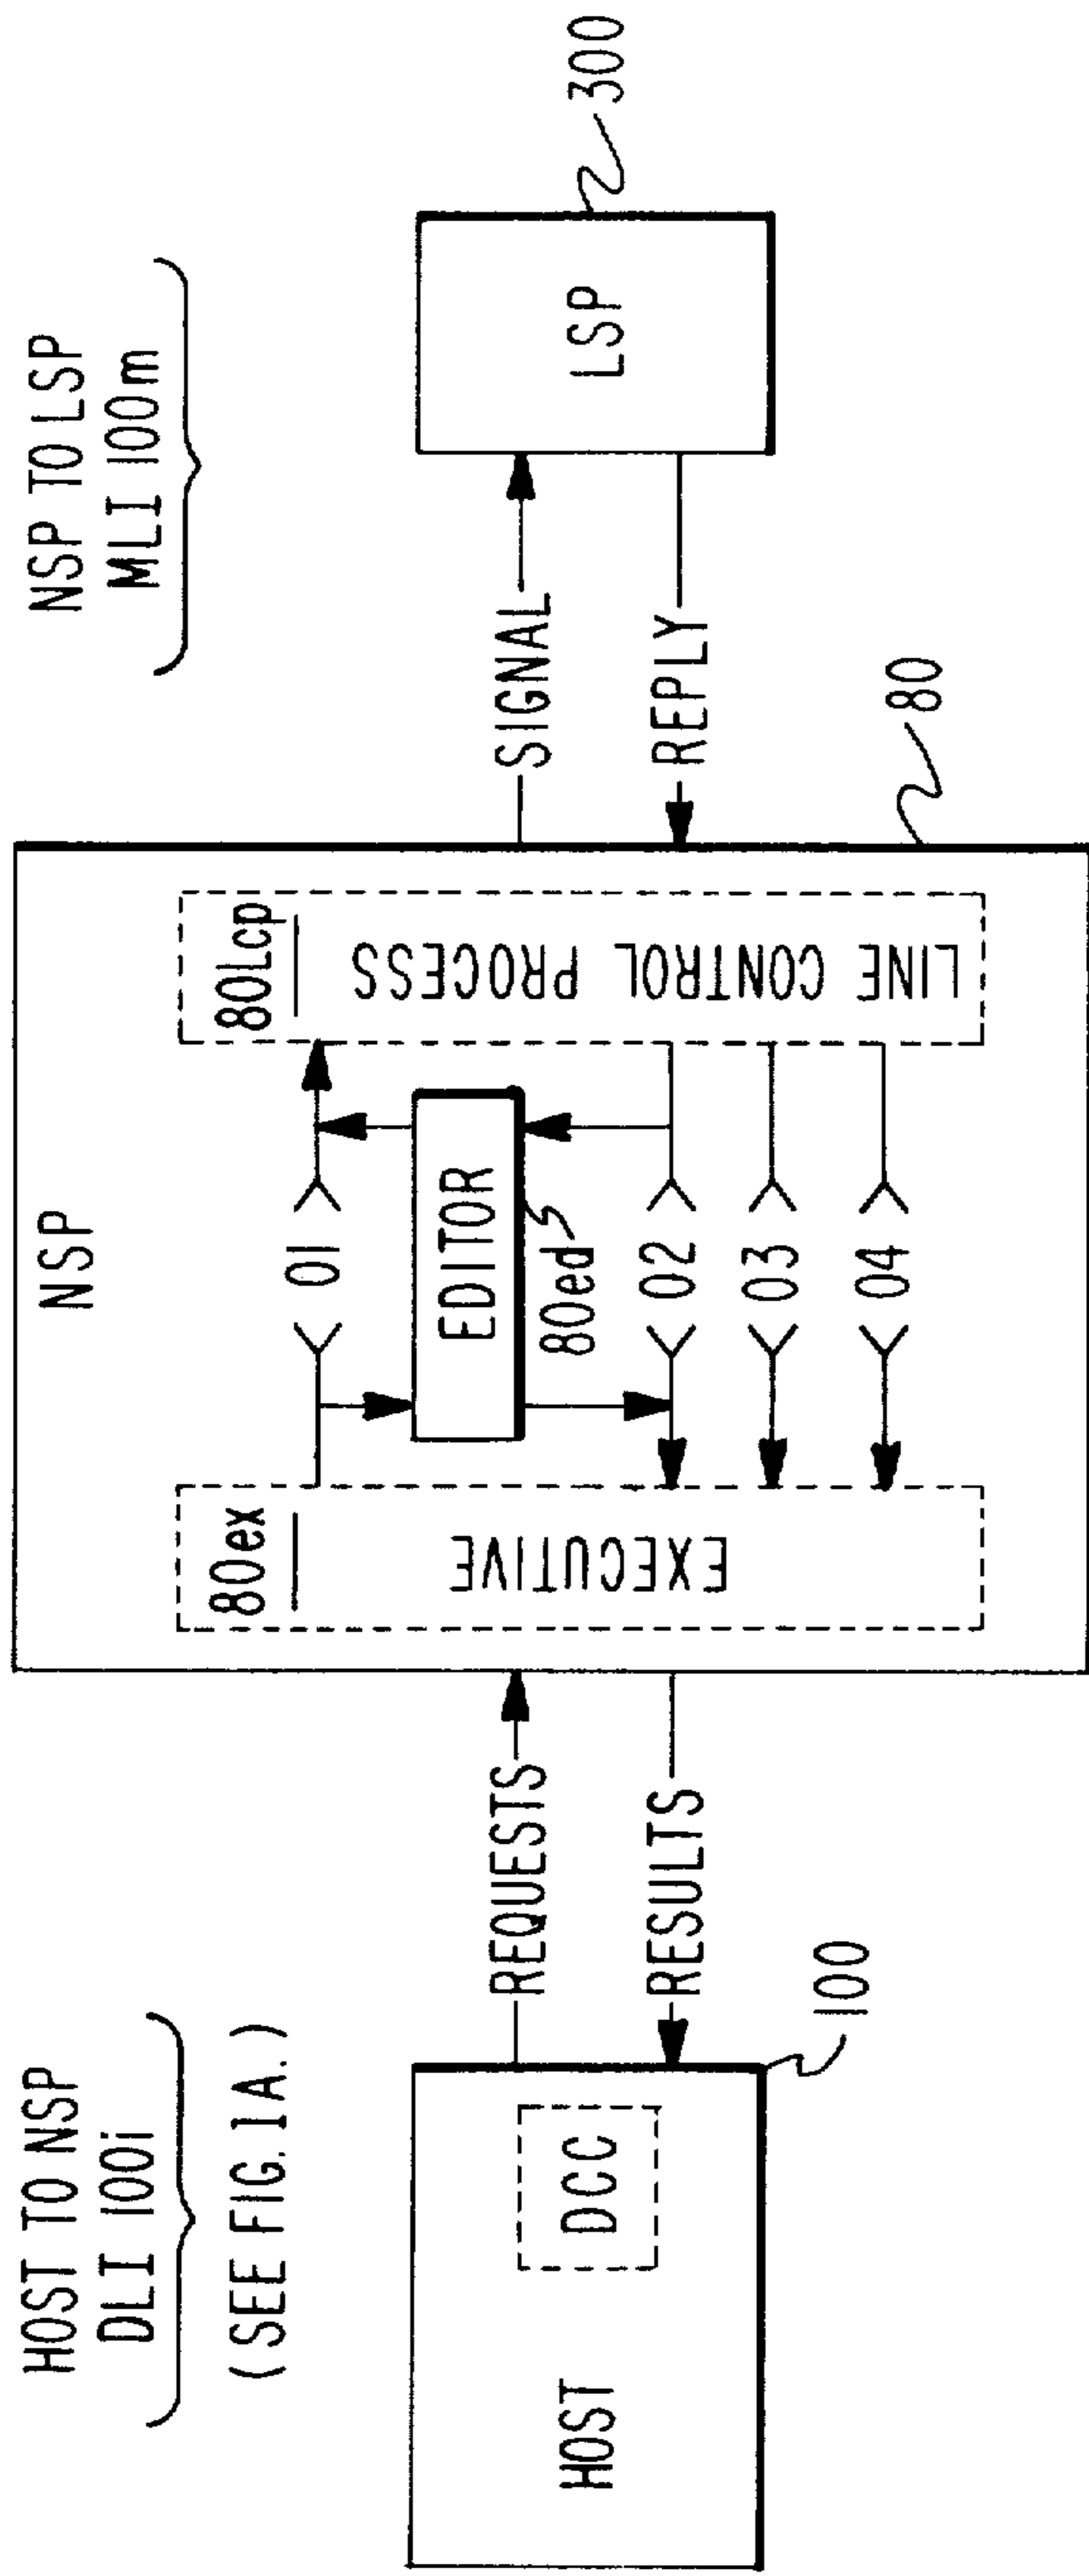 HOST TO NSP
DLI 100i
(SEE FIG. 1A.)
NSP TO LSP
MLI 100m
HOST
DCC
100
REQUESTS
RESULTS
NSP
80ex
EXECUTIVE
01
EDITOR
80ed
02
03
04
80Lcp
LINE CONTROL PROCESS
80
SIGNAL
REPLY
LSP
300